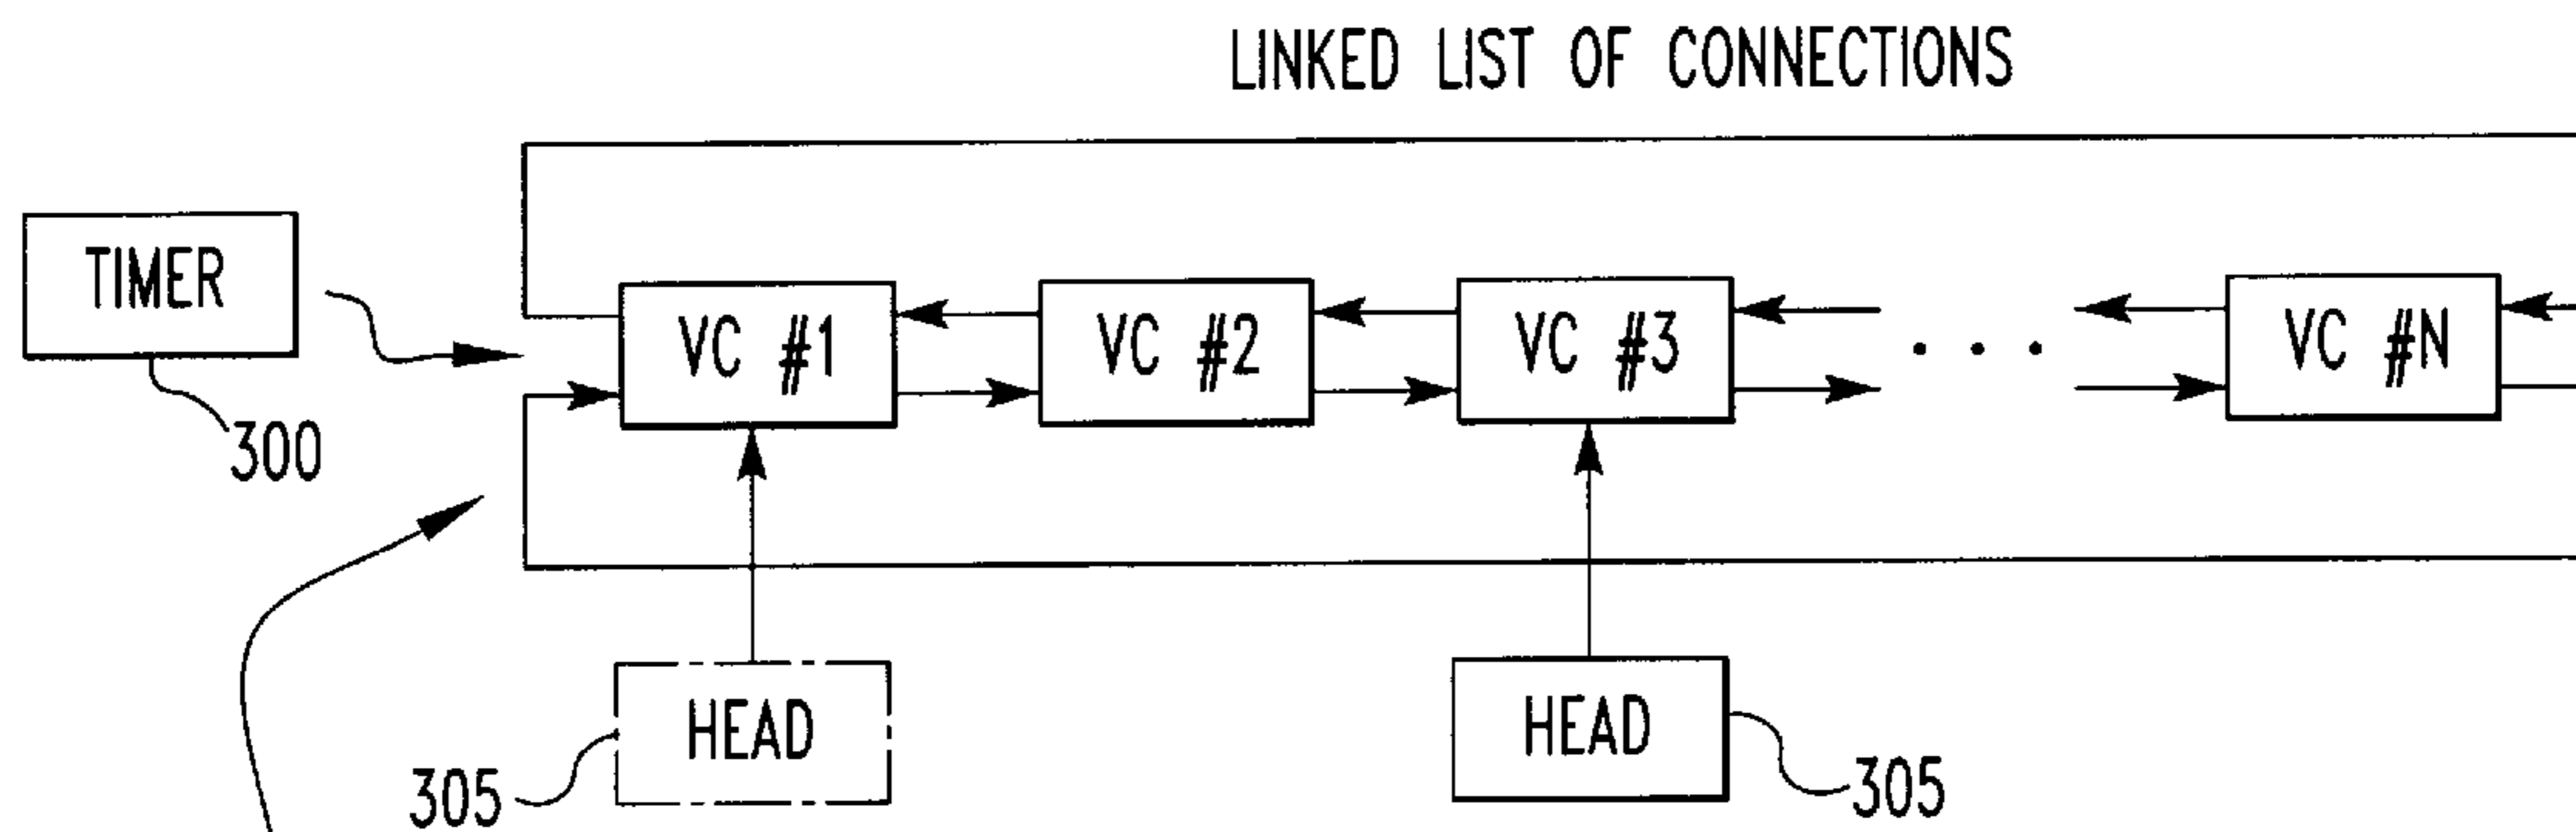 LINKED LIST OF CONNECTIONS
TIMER
300
VC #1
VC #2
VC #3
. . .
VC #N
HEAD
305
HEAD
305